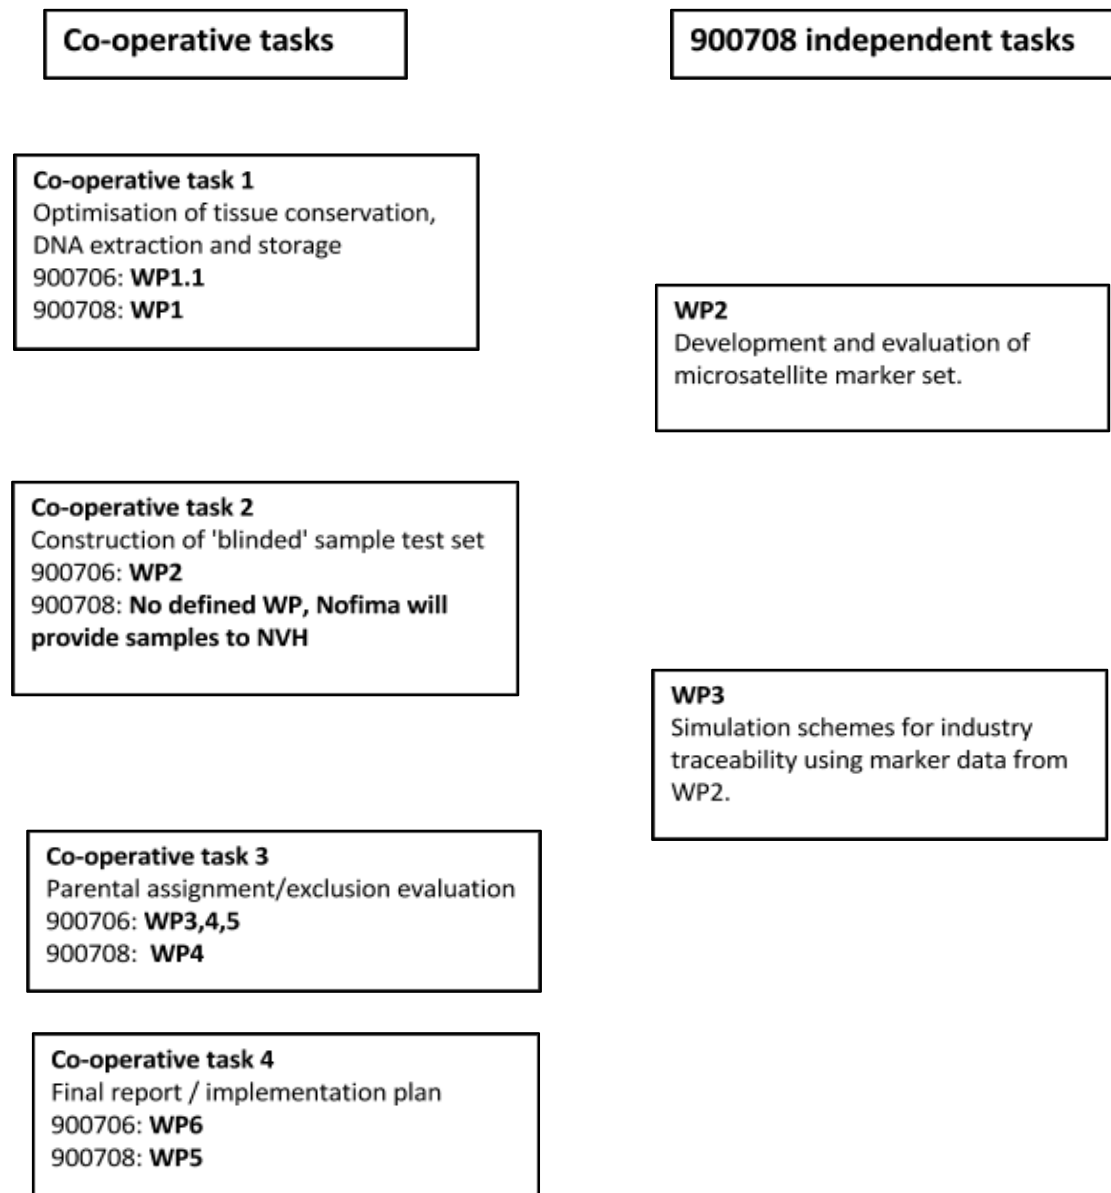 Co-operative tasks
900708 independent tasks
Co-operative task 1
Optimisation of tissue conservation,
DNA extraction and storage
900706: WP1.1
900708: WP1
WP2
Development and evaluation of
microsatellite marker set.
Co-operative task 2
Construction of 'blinded' sample test set
900706: WP2
900708: No defined WP, Nofima will
provide samples to NVH
WP3
Simulation schemes for industry
traceability using marker data from
WP2.
Co-operative task 3
Parental assignment/exclusion evaluation
900706: WP3,4,5
900708:  WP4
Co-operative task 4
Final report / implementation plan
900706: WP6
900708: WP5